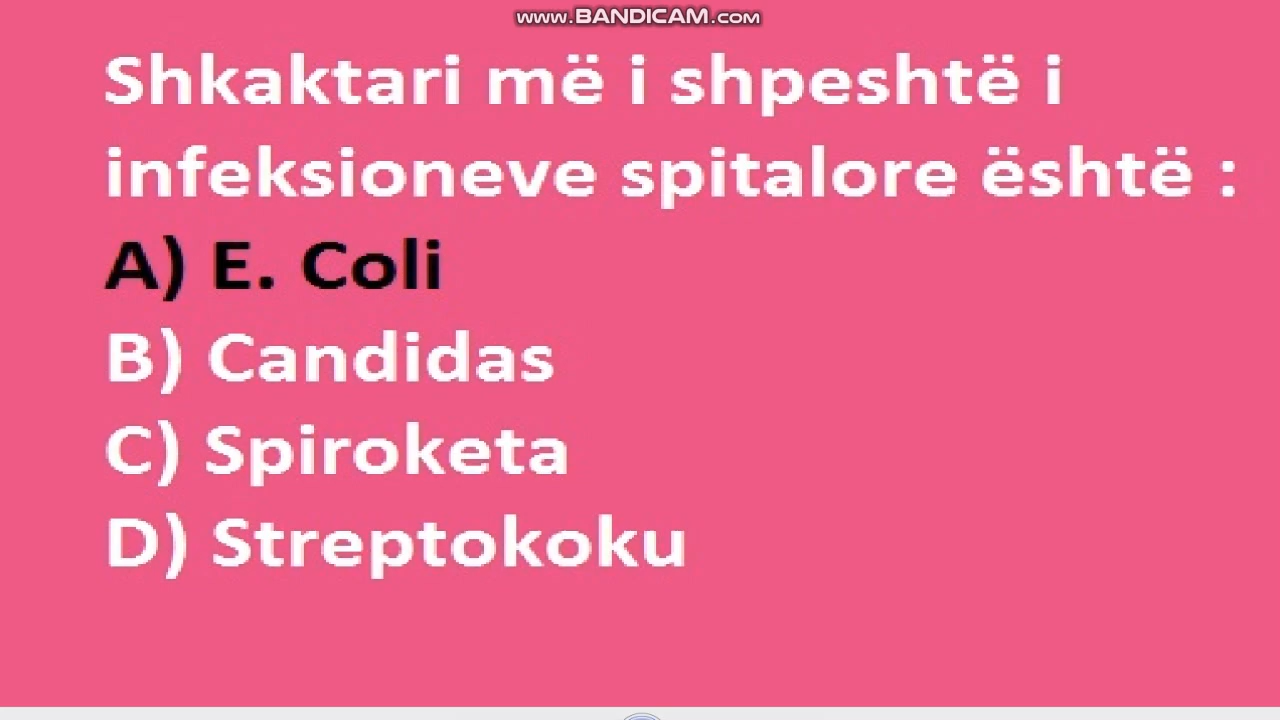 www.BANDICAM.com
Shkaktari më i shpeshtë i
infeksioneve spitalore është :
A) E. Coli
B) Candidas
C) Spiroketa
D) Streptokoku